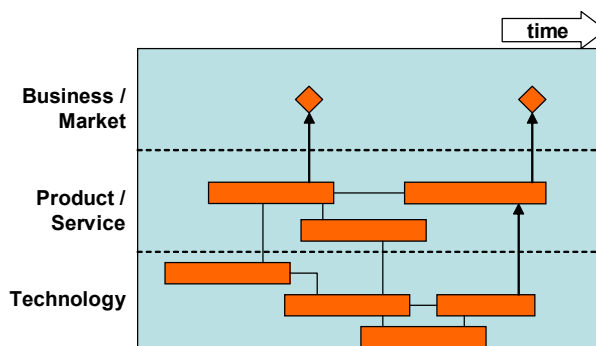 time
Business /
Market
Product /
Service
Technology